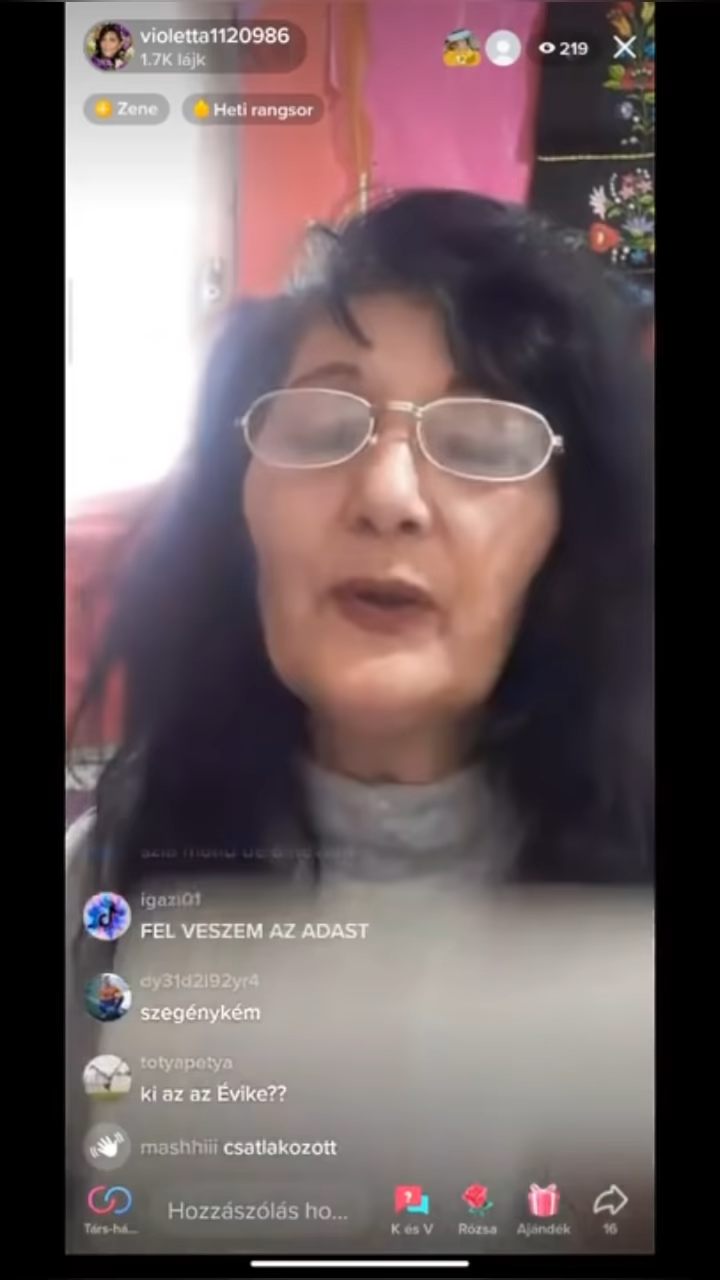 violetta1120986
1.7K lájk
219
Zene
Heti rangsor
igazi01
FEL VESZEM AZ ADAST
dy31d2i92yr4
szegénykém
totyapetya
ki az az Évike??
mashhiii csatlakozott
Társ-há...
Hozzászólás ho...
K és V
Rózsa
Ajándék
16